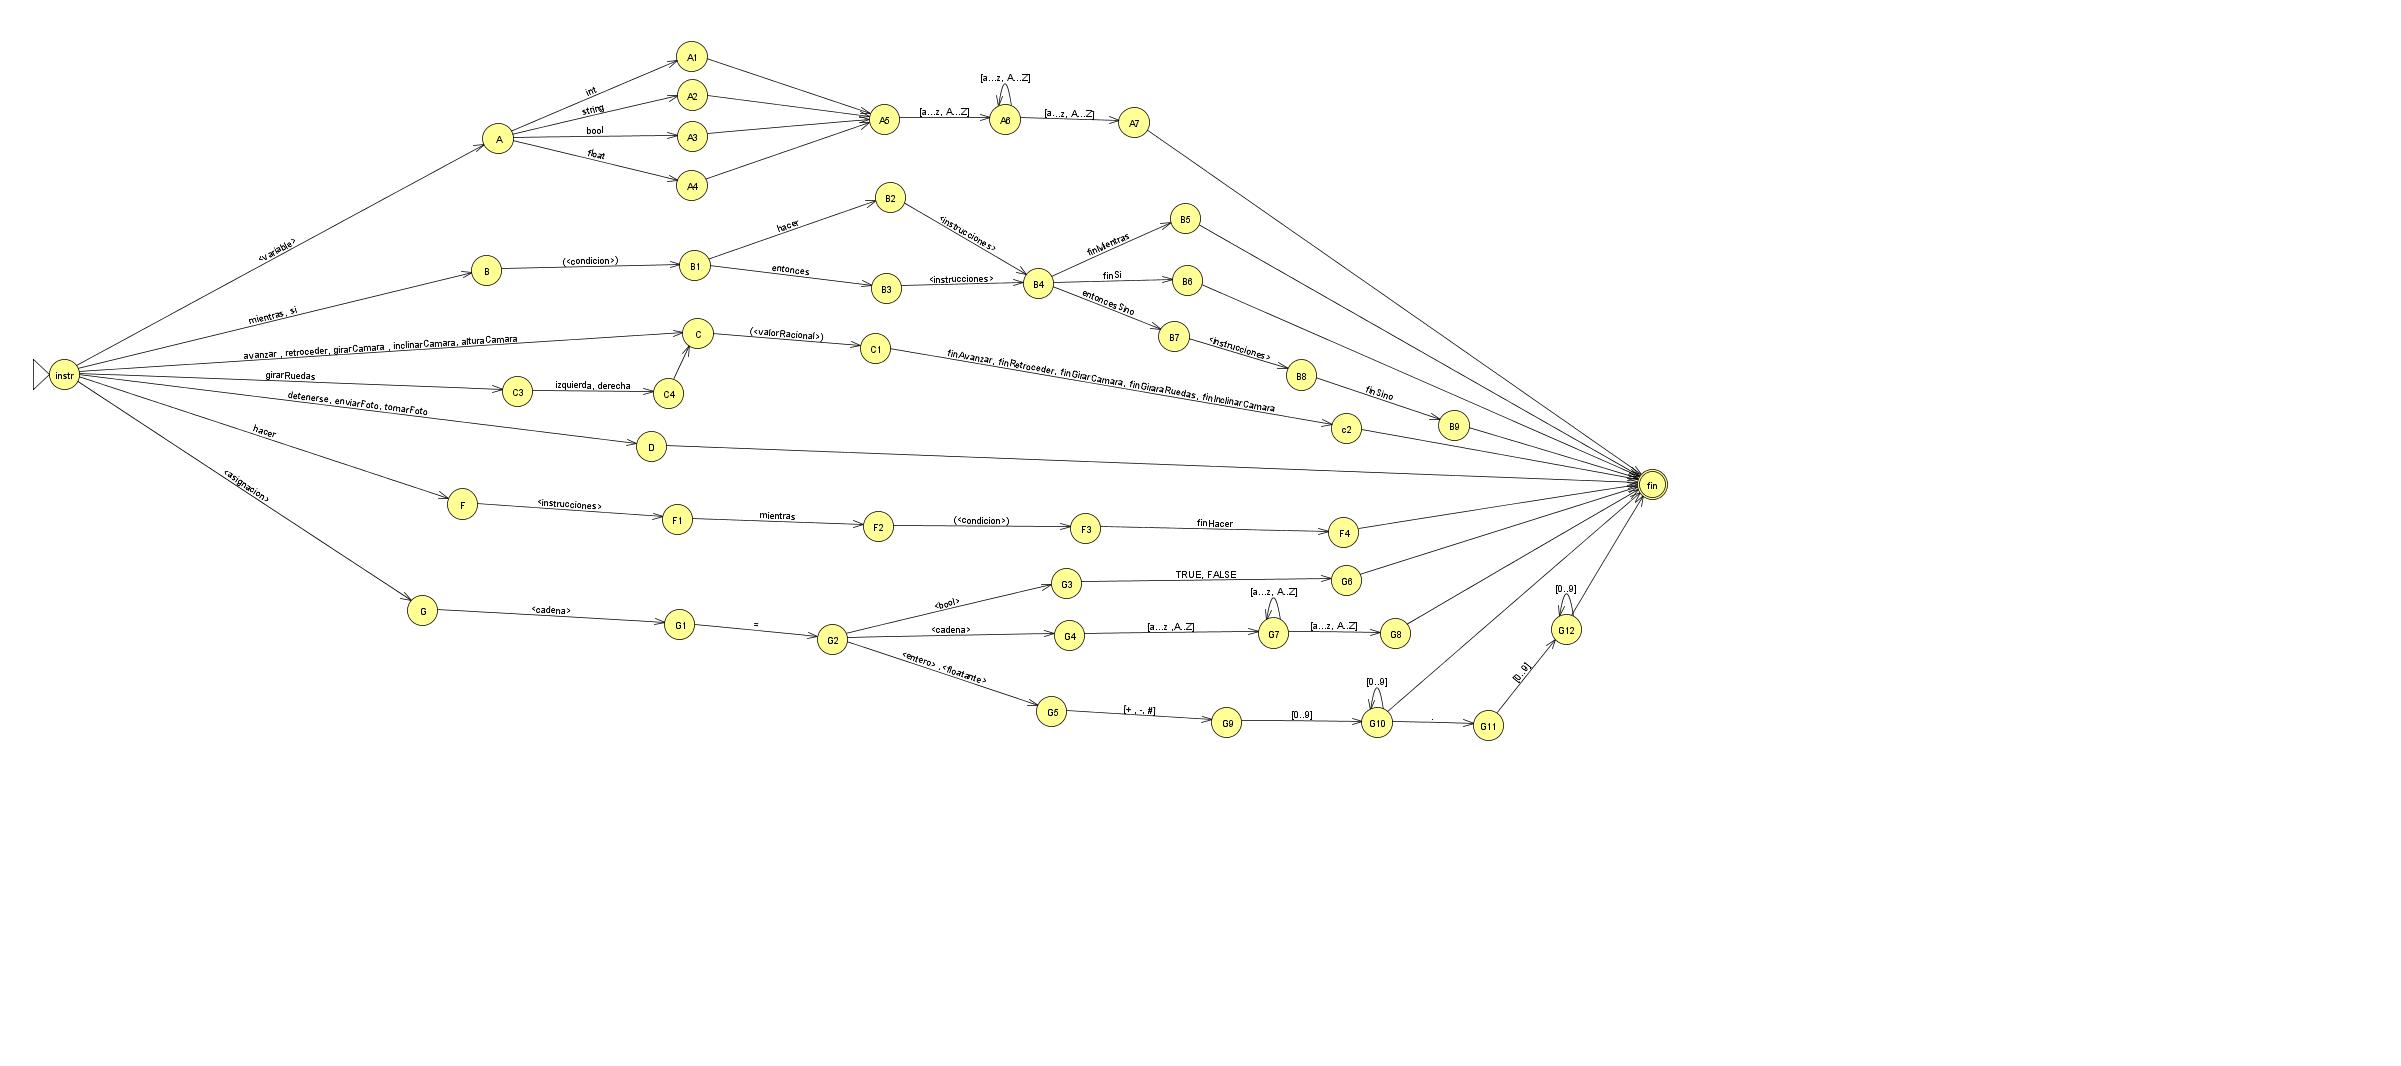 A1
[a...z, A...Z]
A2
int
string
A5
[a...z, A...Z]
A6
[a...z, A...Z]
A7
bool
A
A3
float
A4
B2
hacer
<instrucciones>
B5
<variable>
finMientras
B
(<condicion>)
B1
entonces
B3
<instrucciones>
B4
finSi
B6
entoncesSino
mientras, si
B7
<instrucciones>
B8
finSino
B9
avanzar , retroceder, girarCamara , inclinarCamara, alturaCamara
C
(<valorRacional>)
C1
finAvanzar, finRetroceder, finGirarCamara, finGiraraRuedas, finInclinarCamara
c2
instr
girarRuedas
C3
izquierda, derecha
C4
detenerse, enviarFoto, tomarFoto
D
fin
hacer
F
<instrucciones>
F1
mientras
F2
(<condicion>)
F3
finHacer
F4
<asignacion>
G
<cadena>
G1
=
G2
<bool>
G3
TRUE, FALSE
G6
<cadena>
G4
[a...z ,A..Z]
[a...z, A..Z]
G7
[a...z, A..Z]
G8
<entero> , <floatante>
G5
[+ , -, #]
G9
[0..9]
[0..9]
G10
.
G11
[0..9]
[0..9]
G12